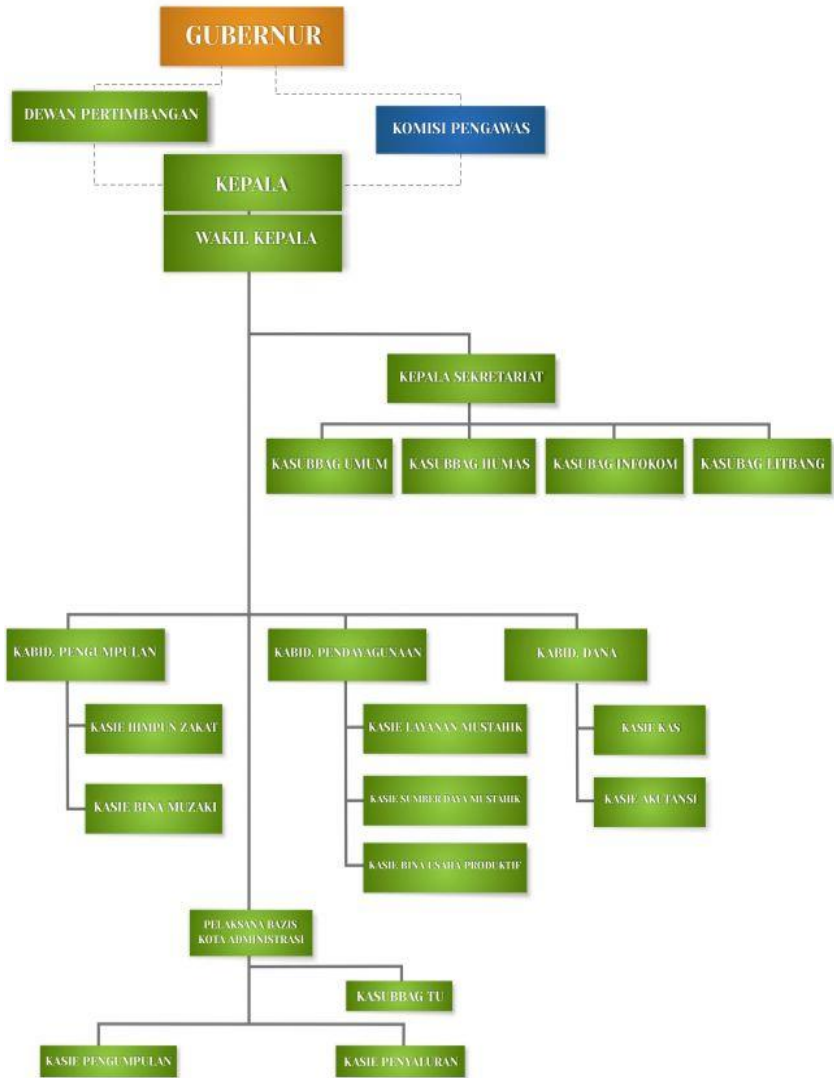 GUBERNUR
DEWAN PERTIMBANGAN
KOMISI PENGAWAS
KEPALA
WAKIL KEPALA
KEPALA SEKRETARIAT
KASUBBAG UMUM
KASUBBAG HUMAS
KASUBAG INFOKOM
KASUBAG LITBANG
KABID. PENGUMPULAN
KABID. PENDAYAGUNAAN
KABID. DANA
KASIE HIMPUN ZAKAT
KASIE LAYANAN MUSTAHIK
KASIE KAS
KASIE BINA MUZAKI
KASIE SUMBER DAYA MUSTAHIK
KASIE AKUTANSI
KASIE BINA USAHA PRODUKTIF
PELAKSANA BAZIS
KOTA ADMINISTRASI
KASUBBAG TU
KASIE PENGUMPULAN
KASIE PENYALURAN